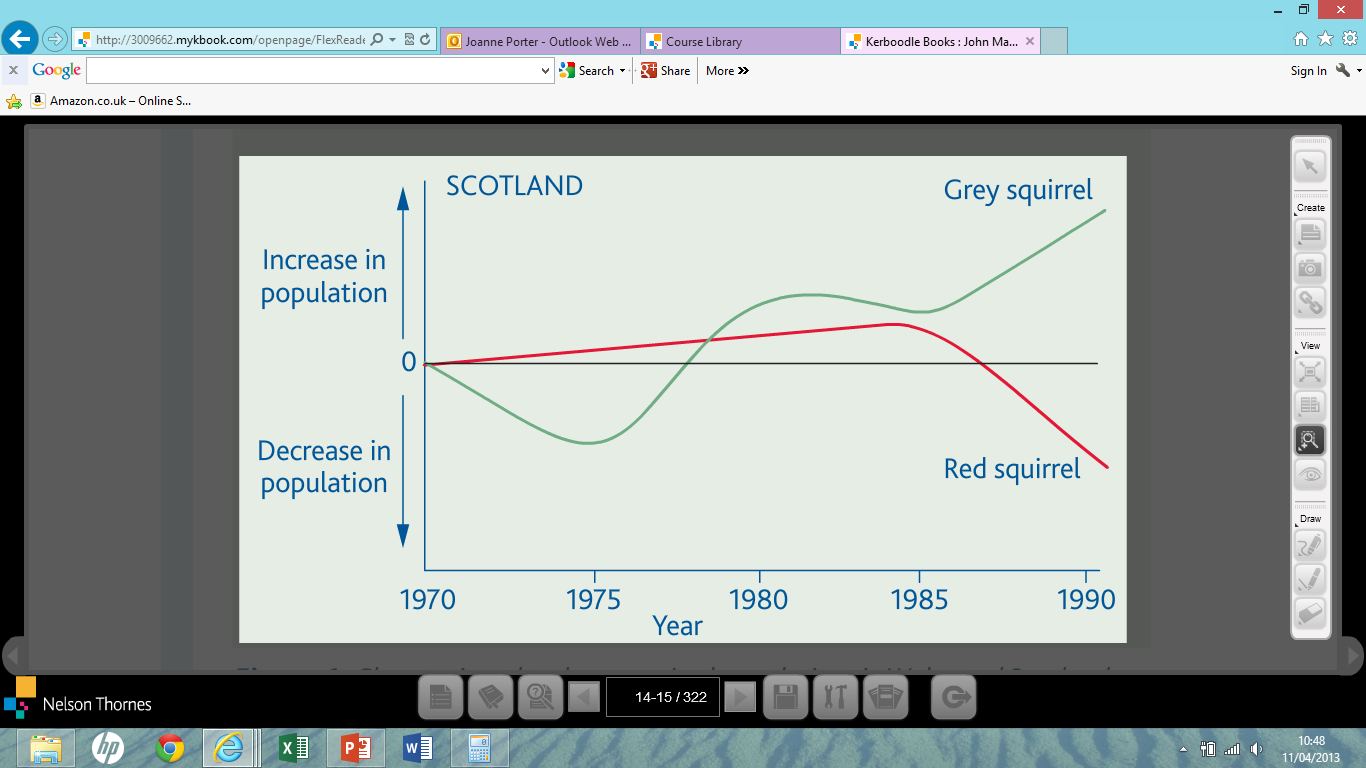 http://3009662.mykbook.com/openpage/FlexReade
Joanne Porter - Outlook Web ...
Course Library
Kerboodle Books : John Ma...
x Google Search Share More »
Sign In
Amazon.co.uk – Online S...
SCOTLAND
Grey squirrel
Increase in
population
0
Decrease in
population
Red squirrel
1970 1975 1980 1985 1990
Year
Create
View
Draw
Nelson Thornes
14-15 / 322
10:48
11/04/2013